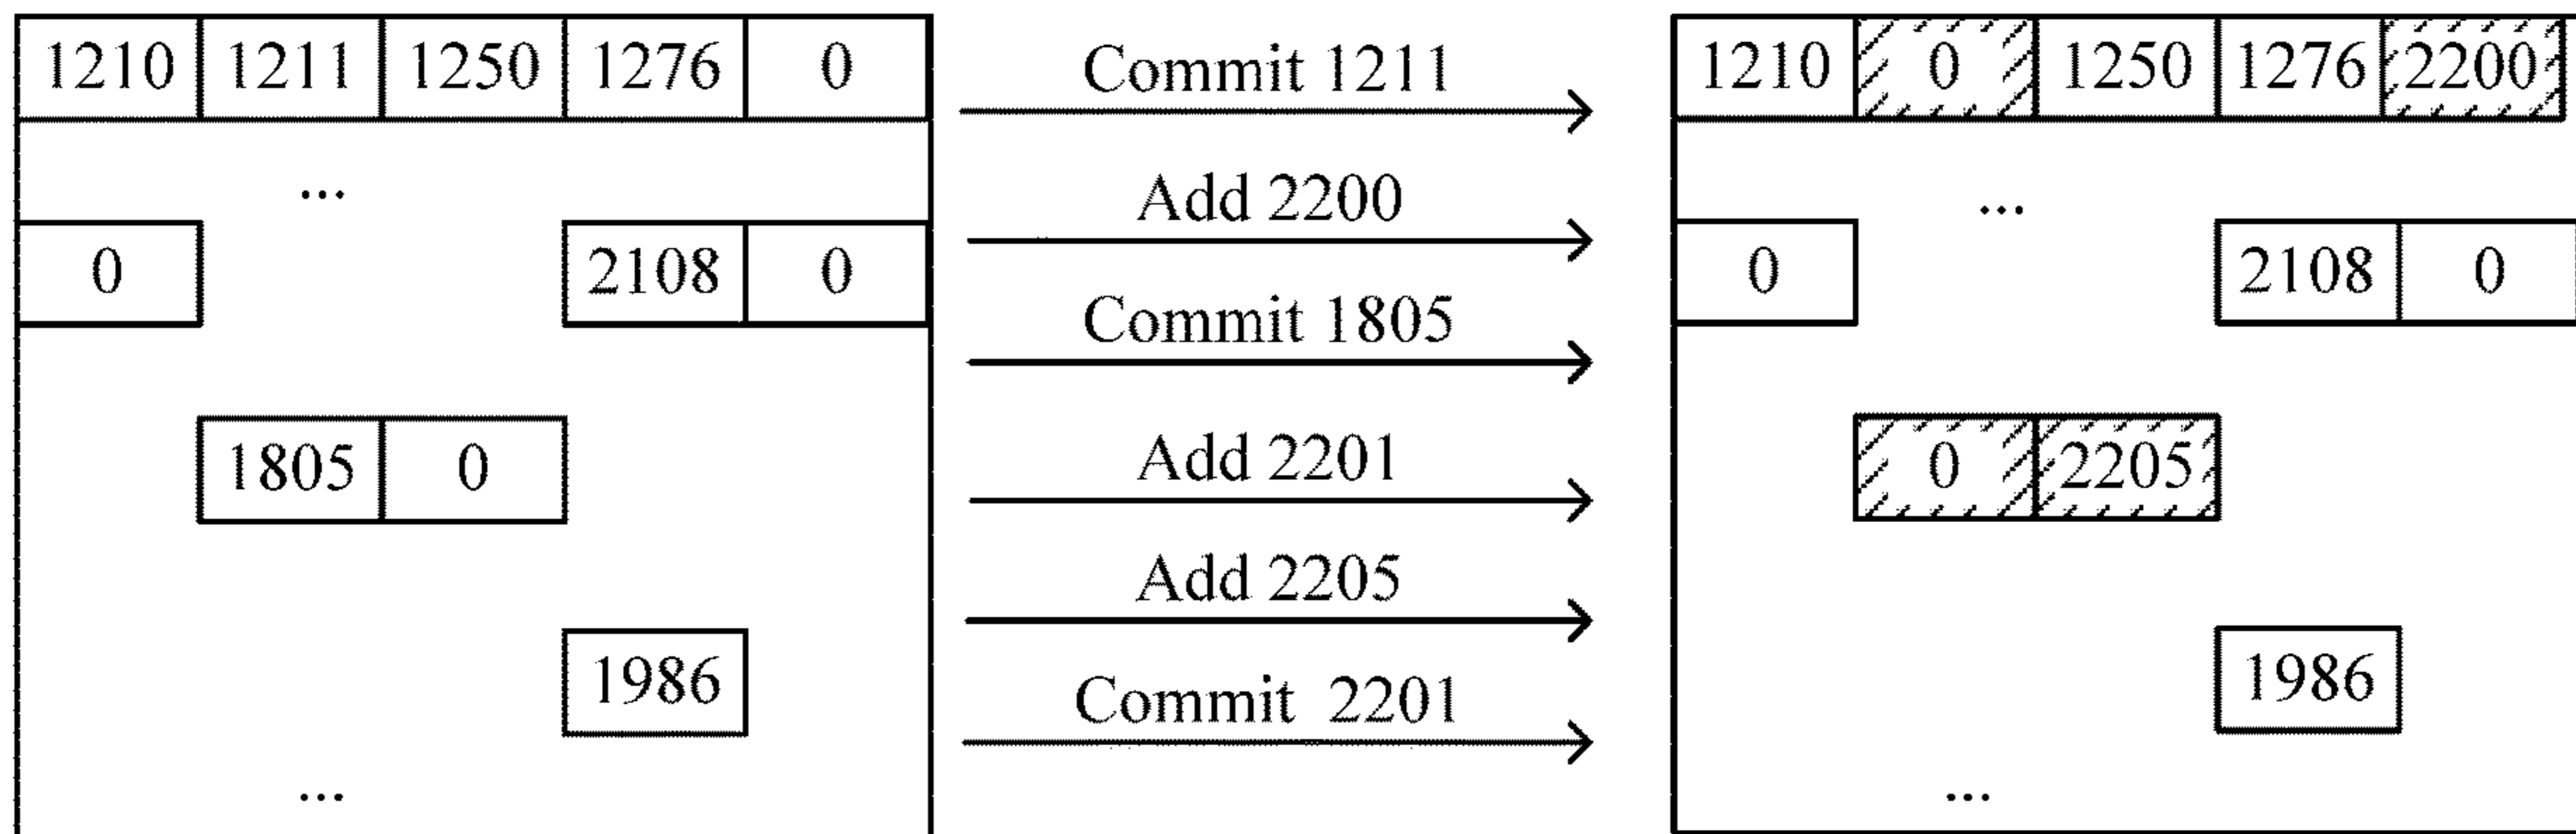 1210 1211 1250 1276 0
...
0 2108 0
1805 0
1986
...
Commit 1211
Add 2200
Commit 1805
Add 2201
Add 2205
Commit 2201
1210 0 1250 1276 2200
...
0 2108 0
0 2205
1986
...